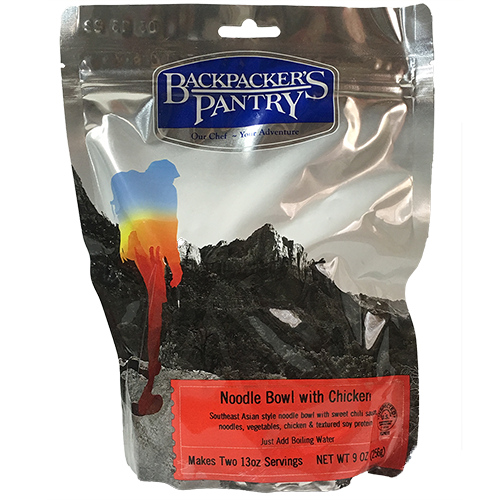 BACKPACKER'S
PANTRY
Our Chef ~ Your Adventure
Noodle Bowl with Chicken
Southeast Asian style noodle bowl with sweet chili sauce
noodles, vegetables, chicken & textured soy protein
Just Add Boiling Water
Makes Two 13oz Servings NET WT 9 OZ (256g)